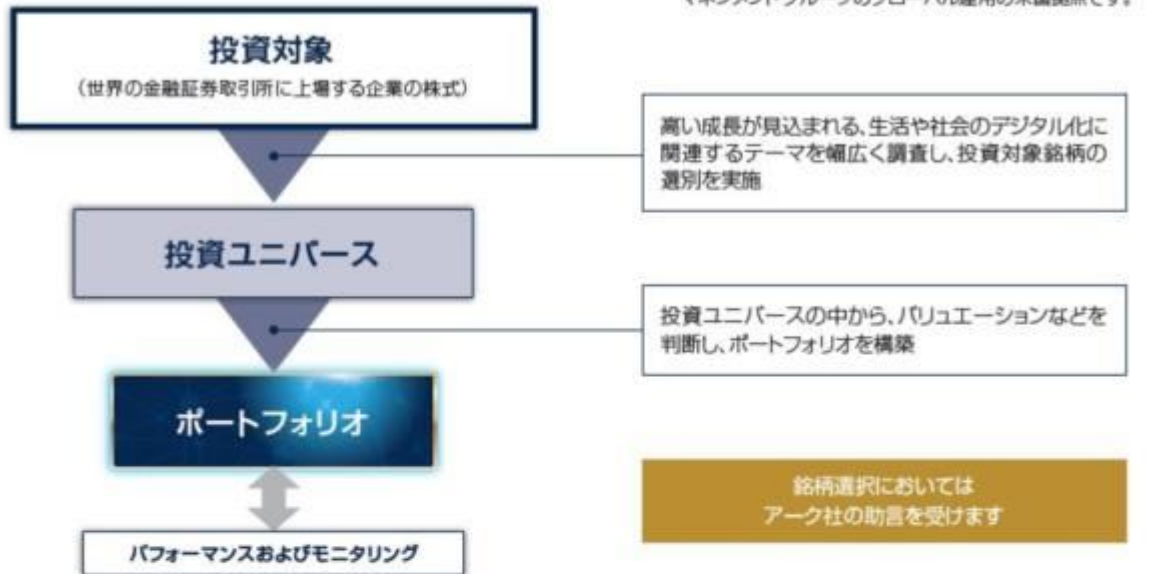 投資対象
(世界の金融証券取引所に上場する企業の株式)
高い成長が見込まれる、生活や社会のデジタル化に
関連するテーマを幅広く調査し、投資対象銘柄の
選別を実施
投資ユニバース
投資ユニバースの中から、バリュエーションなどを
判断し、ポートフォリオを構築
ポートフォリオ
銘柄選択においては
アーク社の助言を受けます
パフォーマンスおよびモニタリング